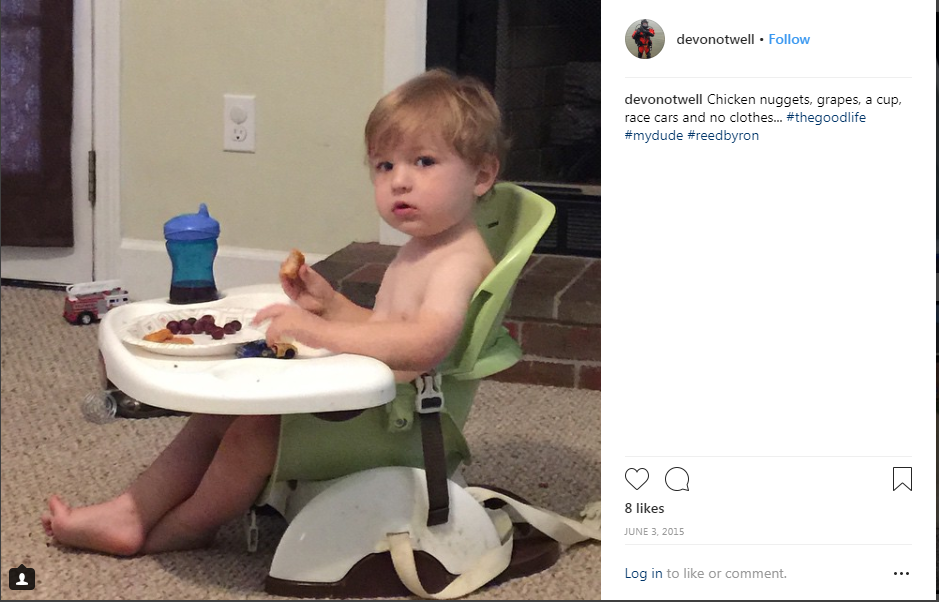 devonotwell • Follow
devonotwell Chicken nuggets, grapes, a cup,
race cars and no clothes... #thegoodlife
#mydude #reedbyron
8 likes
JUNE 3, 2015
Log in to like or comment.